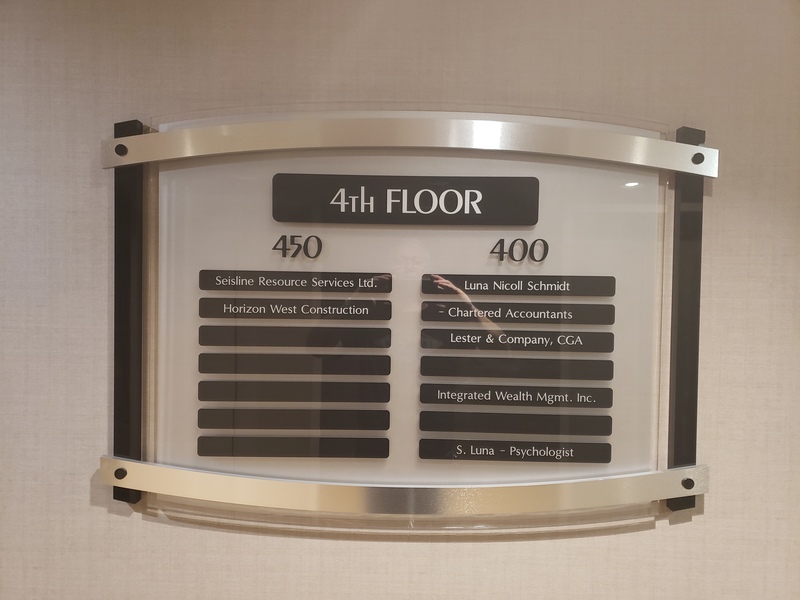 4Th FLOOR
450
Seisline Resource Services Ltd.
Horizon West Construction
400
Luna Nicoll Schmidt
- Chartered Accountants
Lester & Company, CGA
Integrated Wealth Mgmt. Inc.
S. Luna - Psychologist